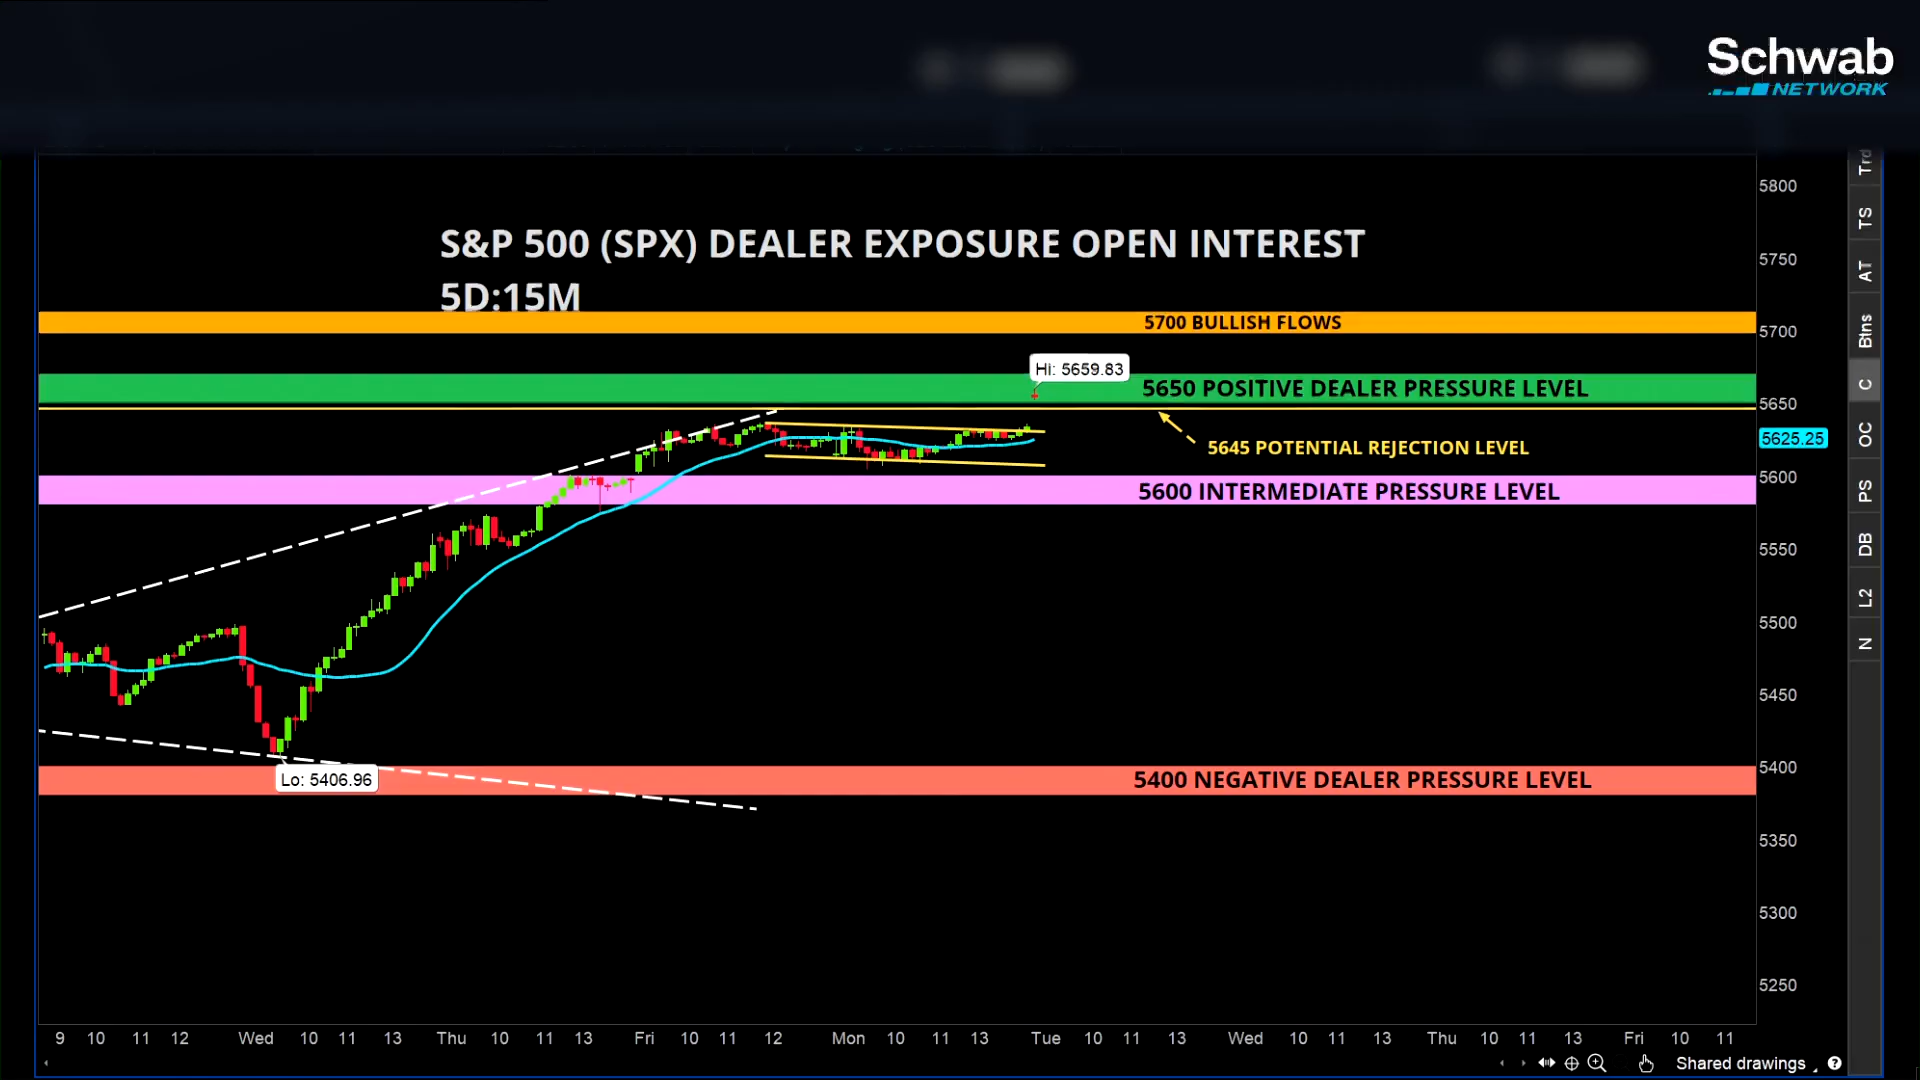 Schwab
NETWORK
S&P 500 (SPX) DEALER EXPOSURE OPEN INTEREST
5D:15M
5700 BULLISH FLOWS
Hi: 5659.83
5650 POSITIVE DEALER PRESSURE LEVEL
5645 POTENTIAL REJECTION LEVEL
5600 INTERMEDIATE PRESSURE LEVEL
Lo: 5406.96
5400 NEGATIVE DEALER PRESSURE LEVEL
5800
5750
5700
5650
5625.25
5600
5550
5500
5450
5400
5350
5300
5250
Trd
TS
AT
Btns
C
OC
PS
DB
L2
N
9 10 11 12 Wed 10 11 13 Thu 10 11 13 Fri 10 11 12 Mon 10 11 13 Tue 10 11 13 Wed 10 11 13 Thu 10 11 13 Fri 10 11
Shared drawings